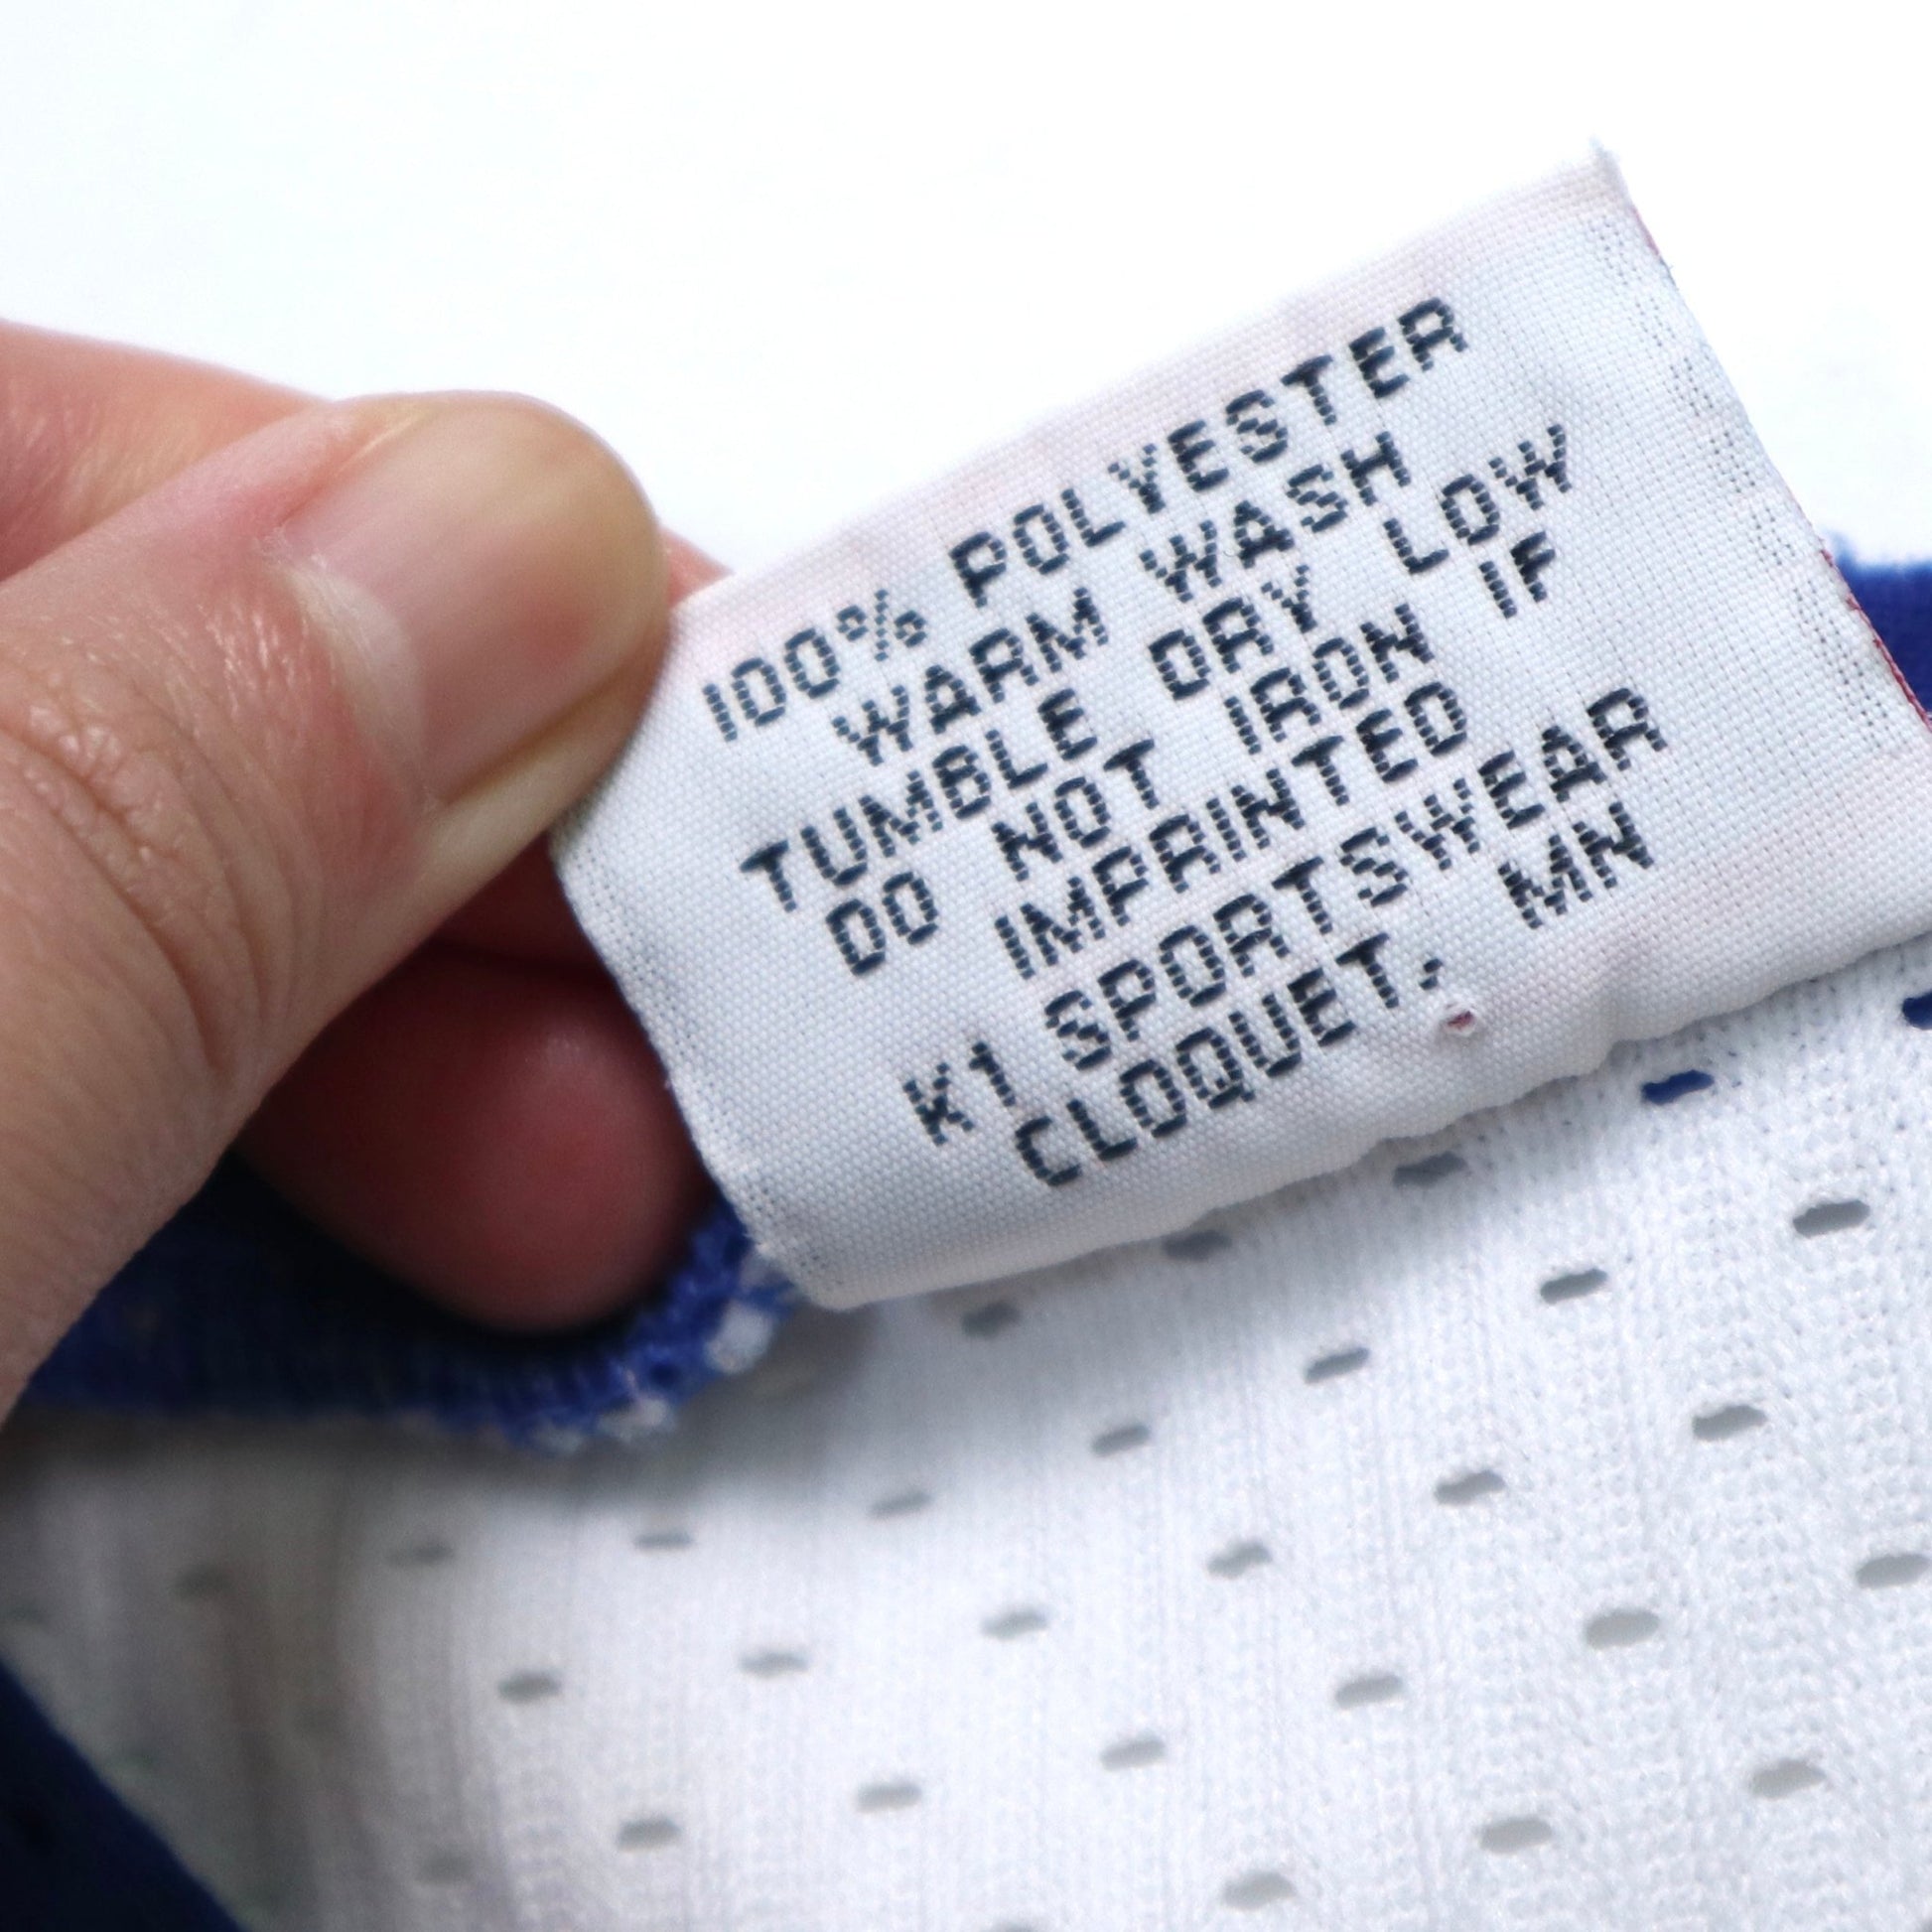 100% POLYESTER
WARM WASH
TUMBLE DRY LOW
DO NOT IRON IF
IMPRINTED
K1 SPORTSWEAR
CLOQUET, MN